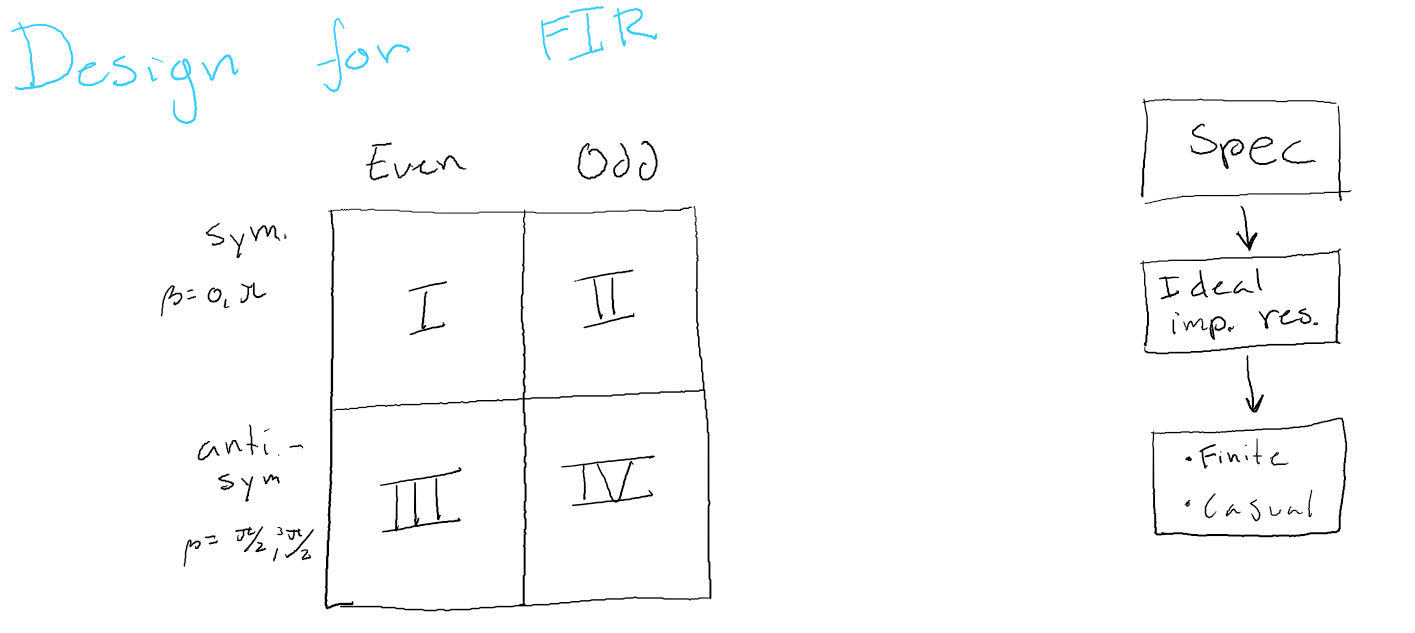 Design for FIR
Even Odd
sym.
β=0, π
I II
anti-
sym
β= π/2, 3π/2
III IV
Spec
Ideal
imp. res.
• Finite
• Casual